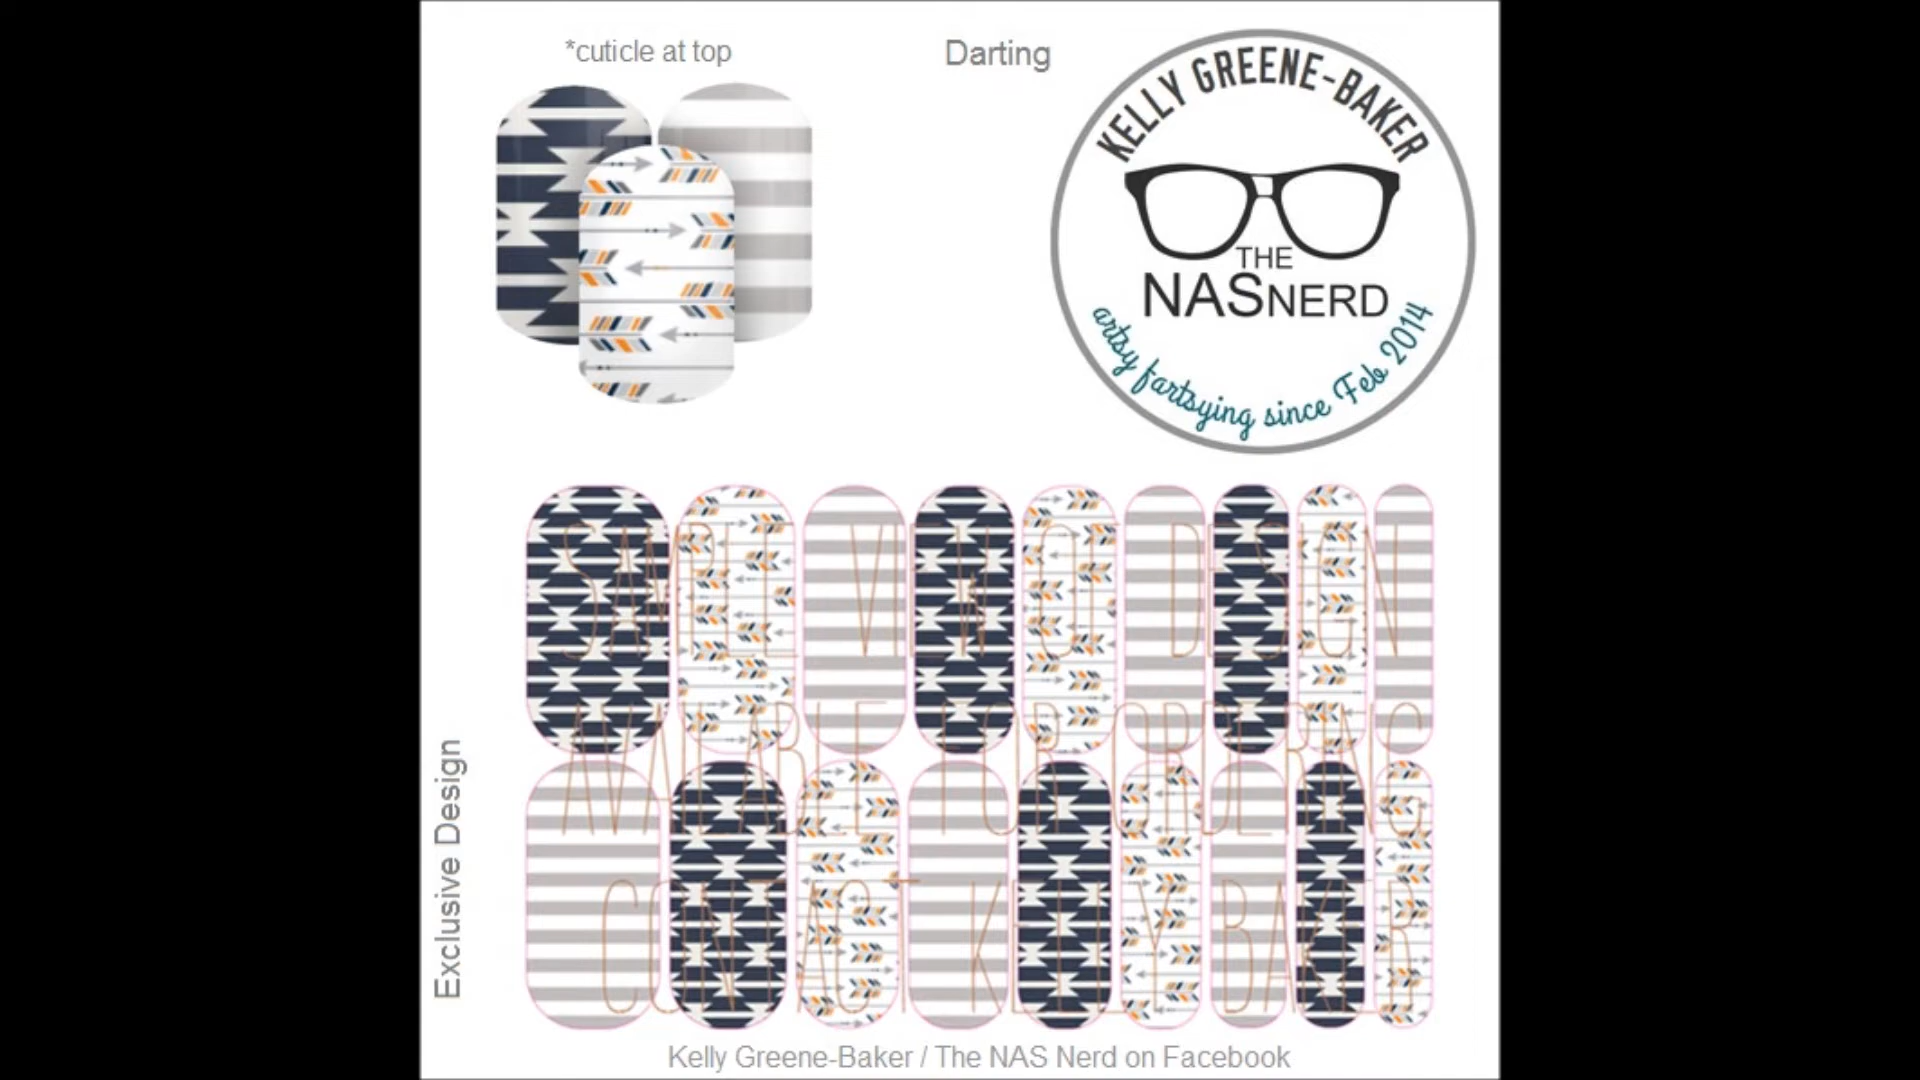 *cuticle at top
Darting
KELLY GREENE-BAKER
THE
NASNERD
artsy fartsying since Feb 2014
SAMPLE VIEW OF DESIGN
AVAILABLE FOR ORDERING
CONTACT KELLY BAKER
Exclusive Design
Kelly Greene-Baker / The NAS Nerd on Facebook